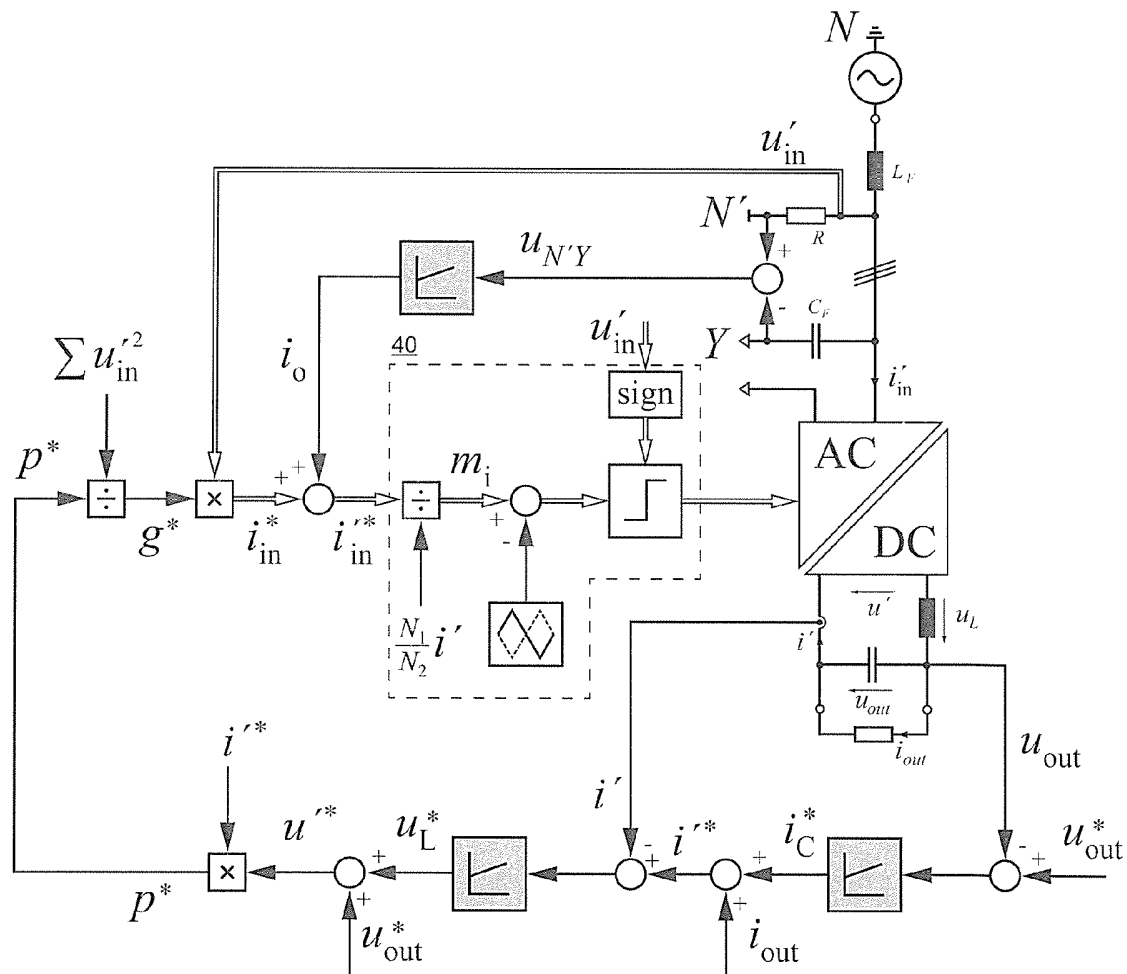 N
u′in
LF
N′
R
uN′Y
+
-
CF
Y
40
u′in
∑ u′in²
io
i′in
sign
AC
DC
p*
÷
g*
×
+
+
i*in
i′*in
÷
mi
+
-
N1/N2 i′
u′
uL
i′
uout
iout
uout
i′*
i′
u′*
u*L
i′*
i*C
u*out
×
+
+
-
+
+
+
-
+
p*
u*out
iout